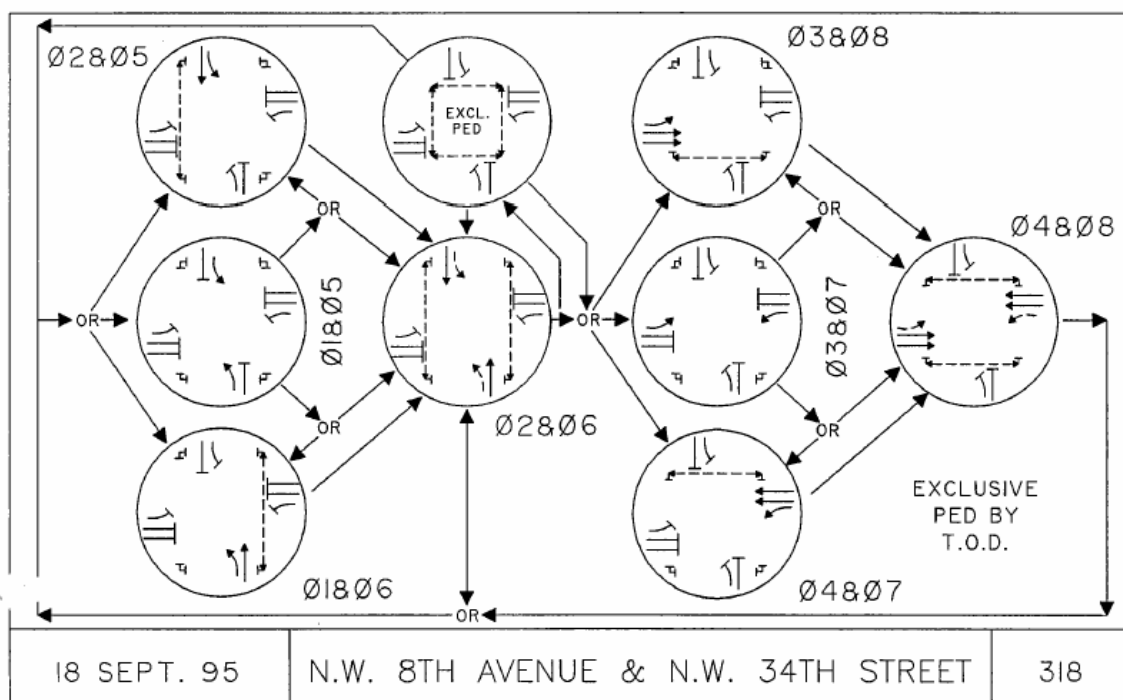 Ø2&Ø5
EXCL.
PED
Ø3&Ø8
OR
OR
Ø4&Ø8
OR
Ø1&Ø5
OR
Ø3&Ø7
OR
OR
Ø2&Ø6
EXCLUSIVE
PED BY
T.O.D.
Ø1&Ø6
Ø4&Ø7
OR
18 SEPT. 95
N.W. 8TH AVENUE & N.W. 34TH STREET
318